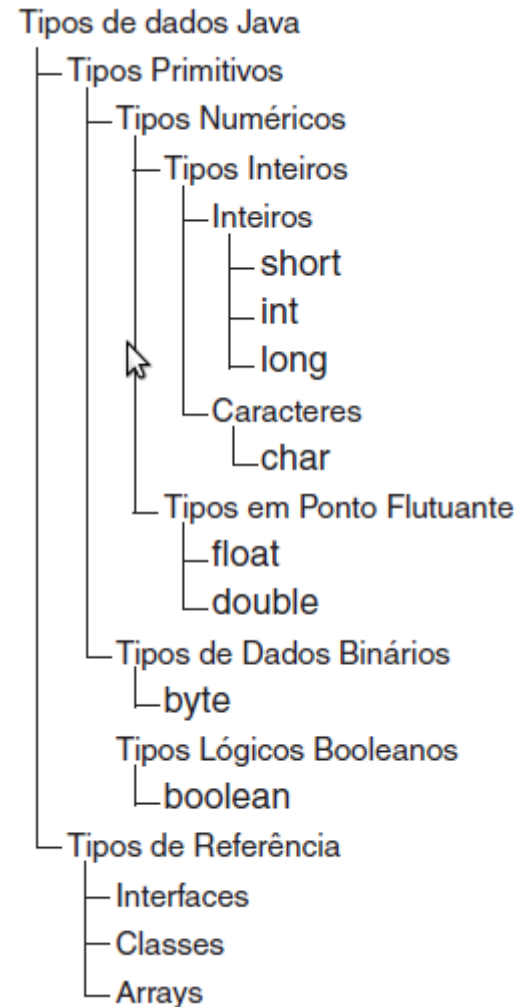 Tipos de dados Java
Tipos Primitivos
Tipos Numéricos
Tipos Inteiros
Inteiros
short
int
long
Caracteres
char
Tipos em Ponto Flutuante
float
double
Tipos de Dados Binários
byte
Tipos Lógicos Booleanos
boolean
Tipos de Referência
Interfaces
Classes
Arrays